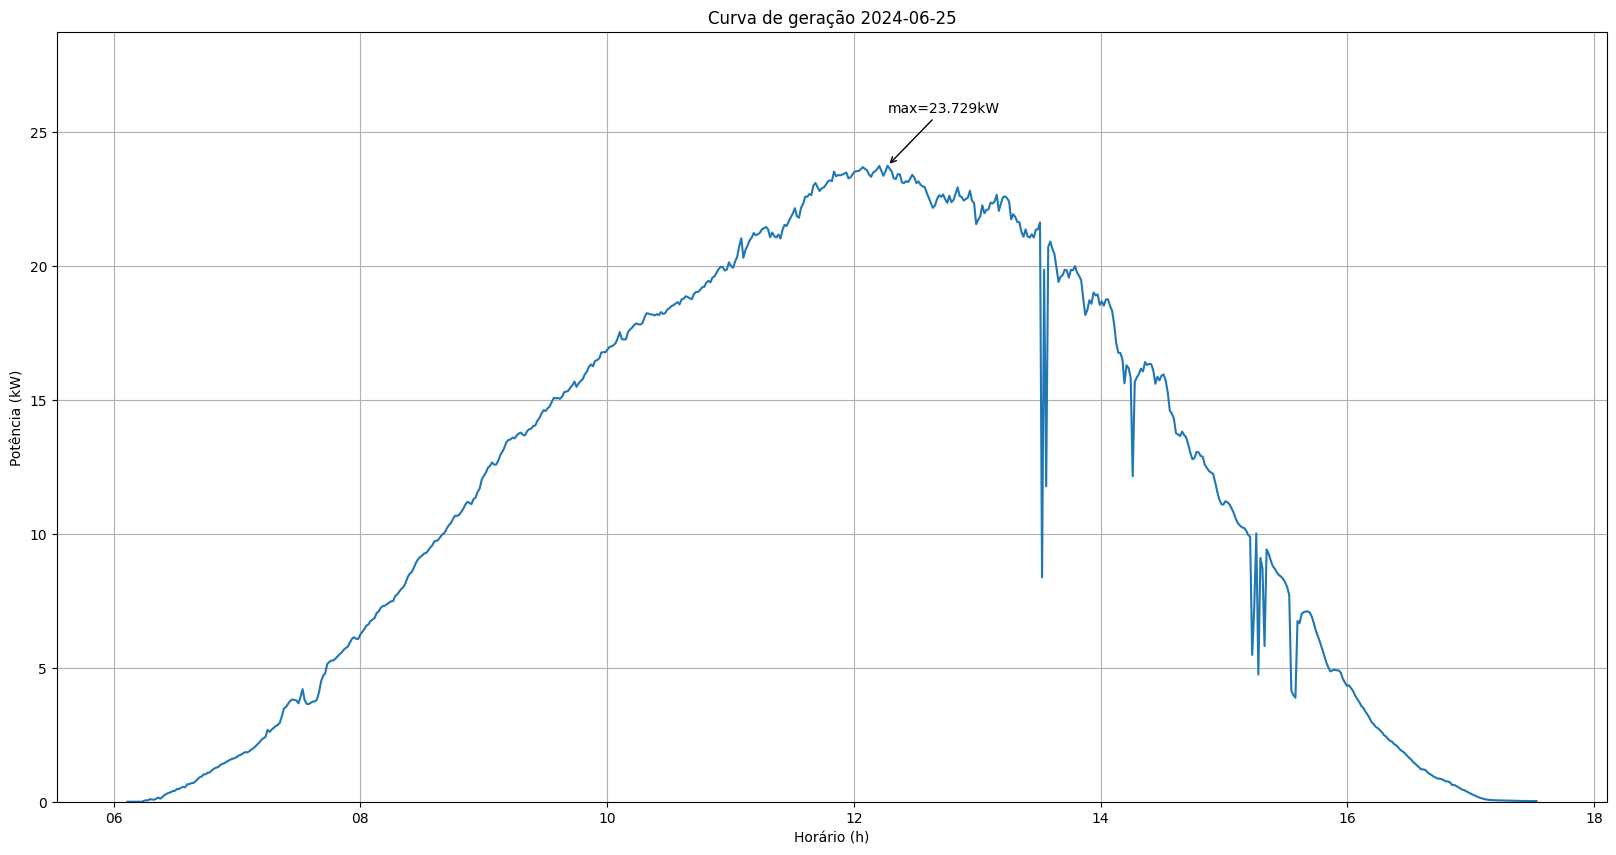 Curva de geração 2024-06-25
max=23.729kW
Potência (kW)
25
20
15
10
5
0
06 08 10 12 14 16 18
Horário (h)